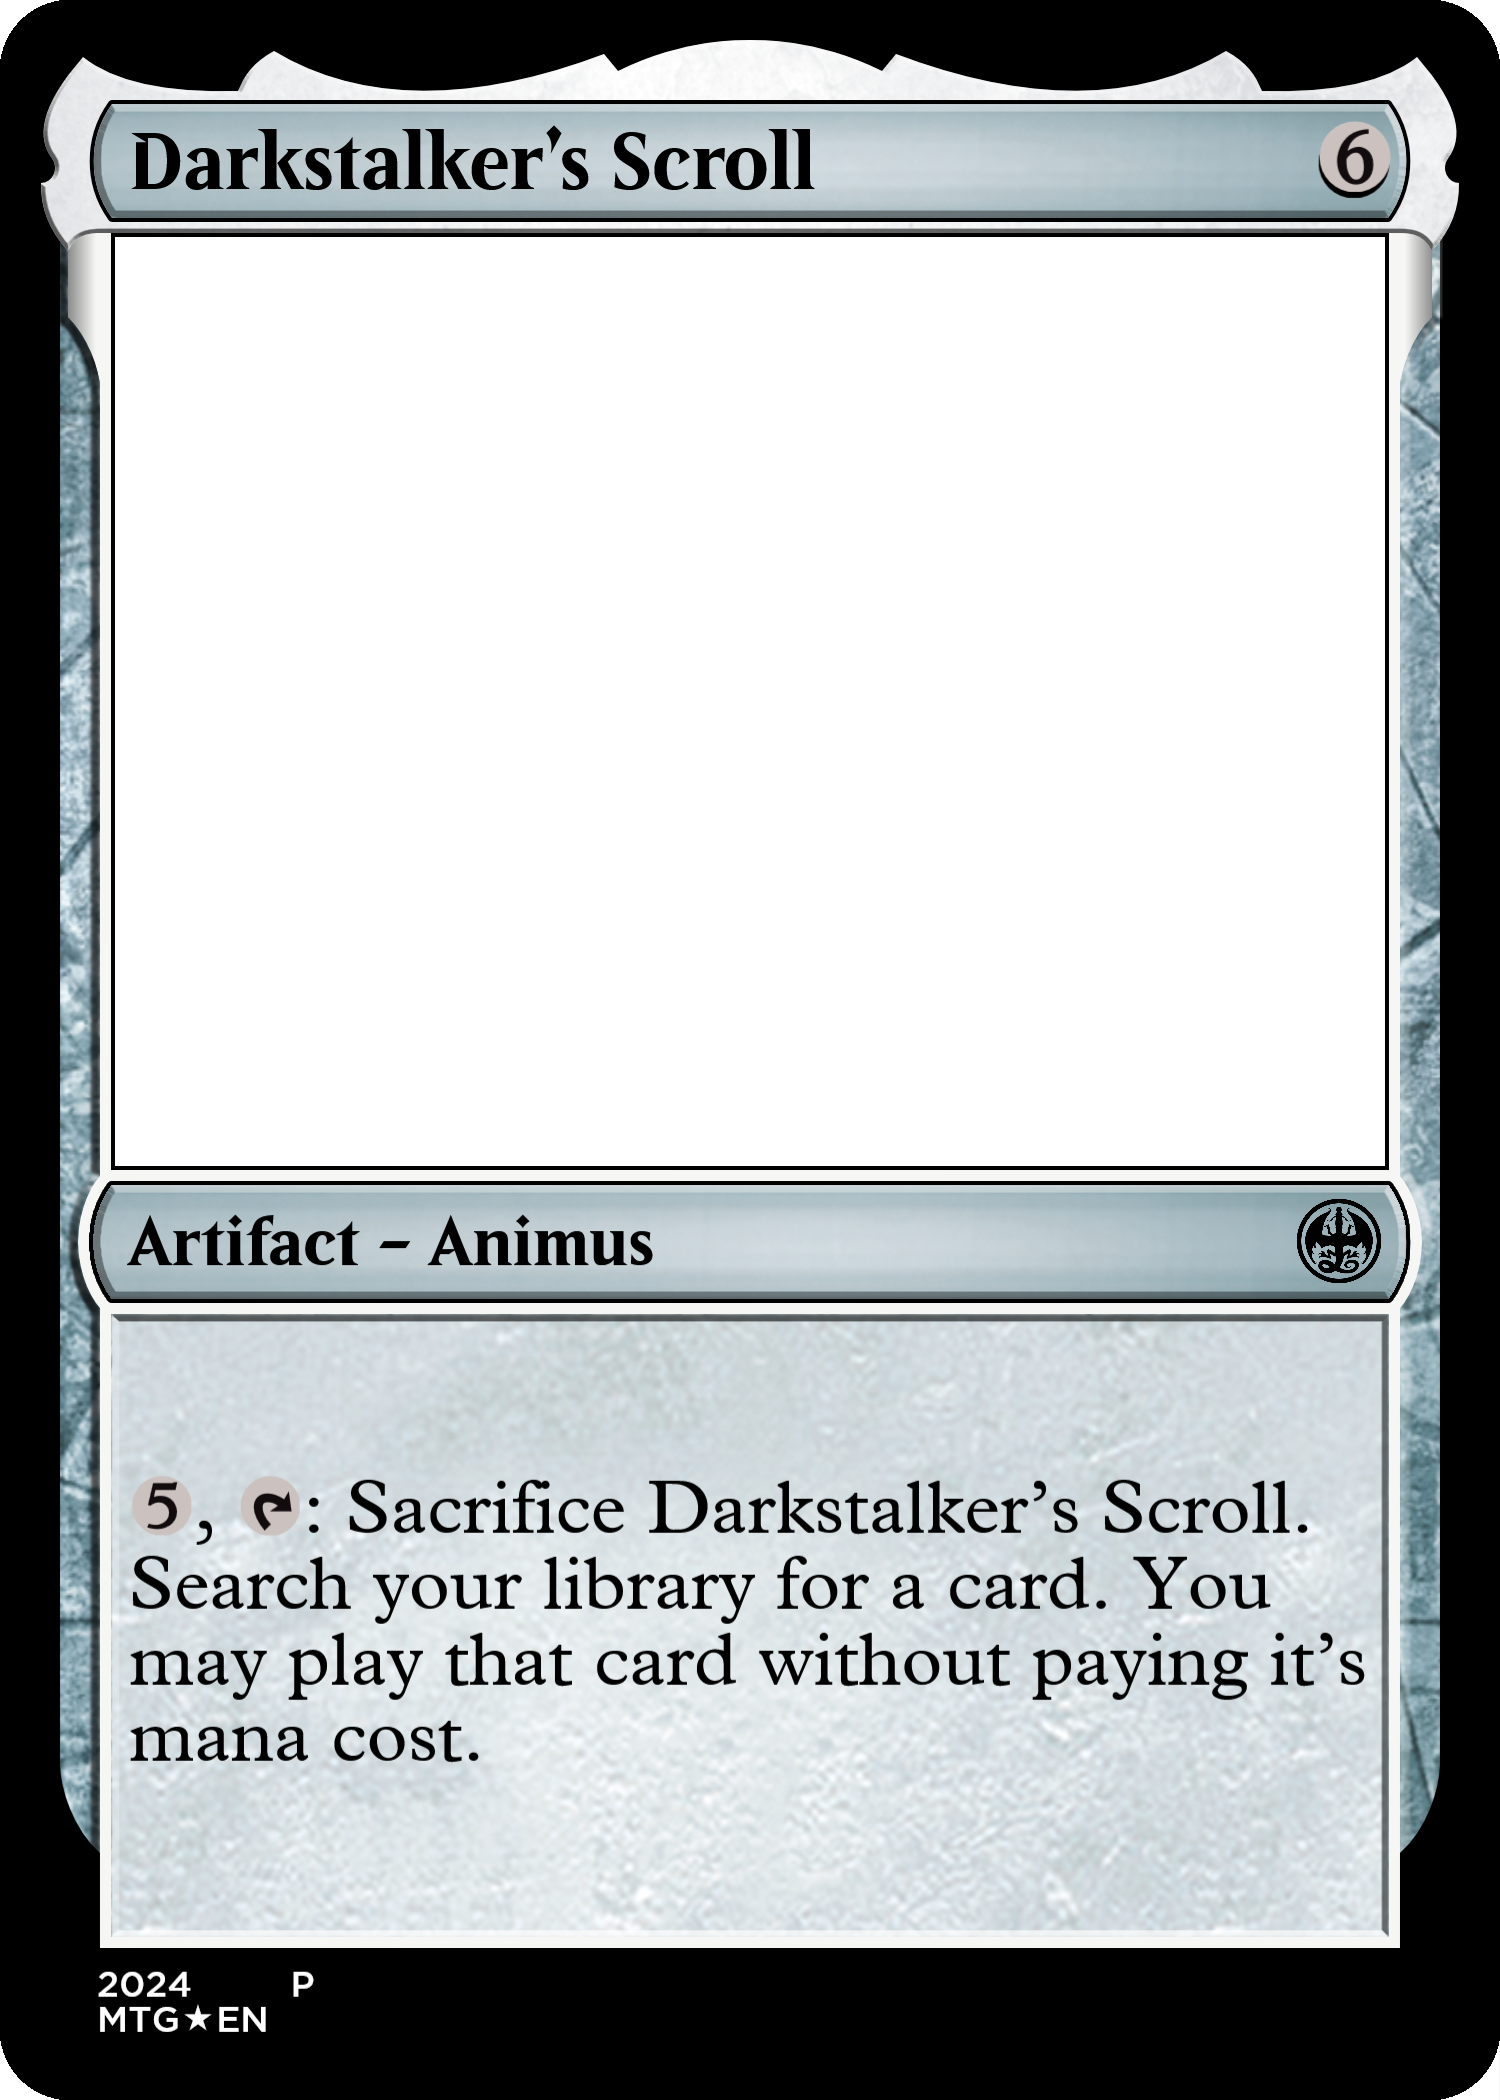 Darkstalker's Scroll 6
Artifact – Animus
5, : Sacrifice Darkstalker’s Scroll.
Search your library for a card. You
may play that card without paying it’s
mana cost.
2024 P
MTG★EN